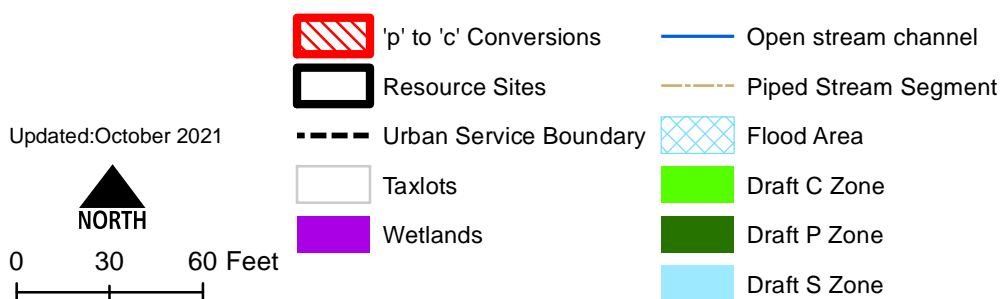 Updated:October 2021
NORTH
0 30 60 Feet
'p' to 'c' Conversions
Resource Sites
Urban Service Boundary
Taxlots
Wetlands
Open stream channel
Piped Stream Segment
Flood Area
Draft C Zone
Draft P Zone
Draft S Zone